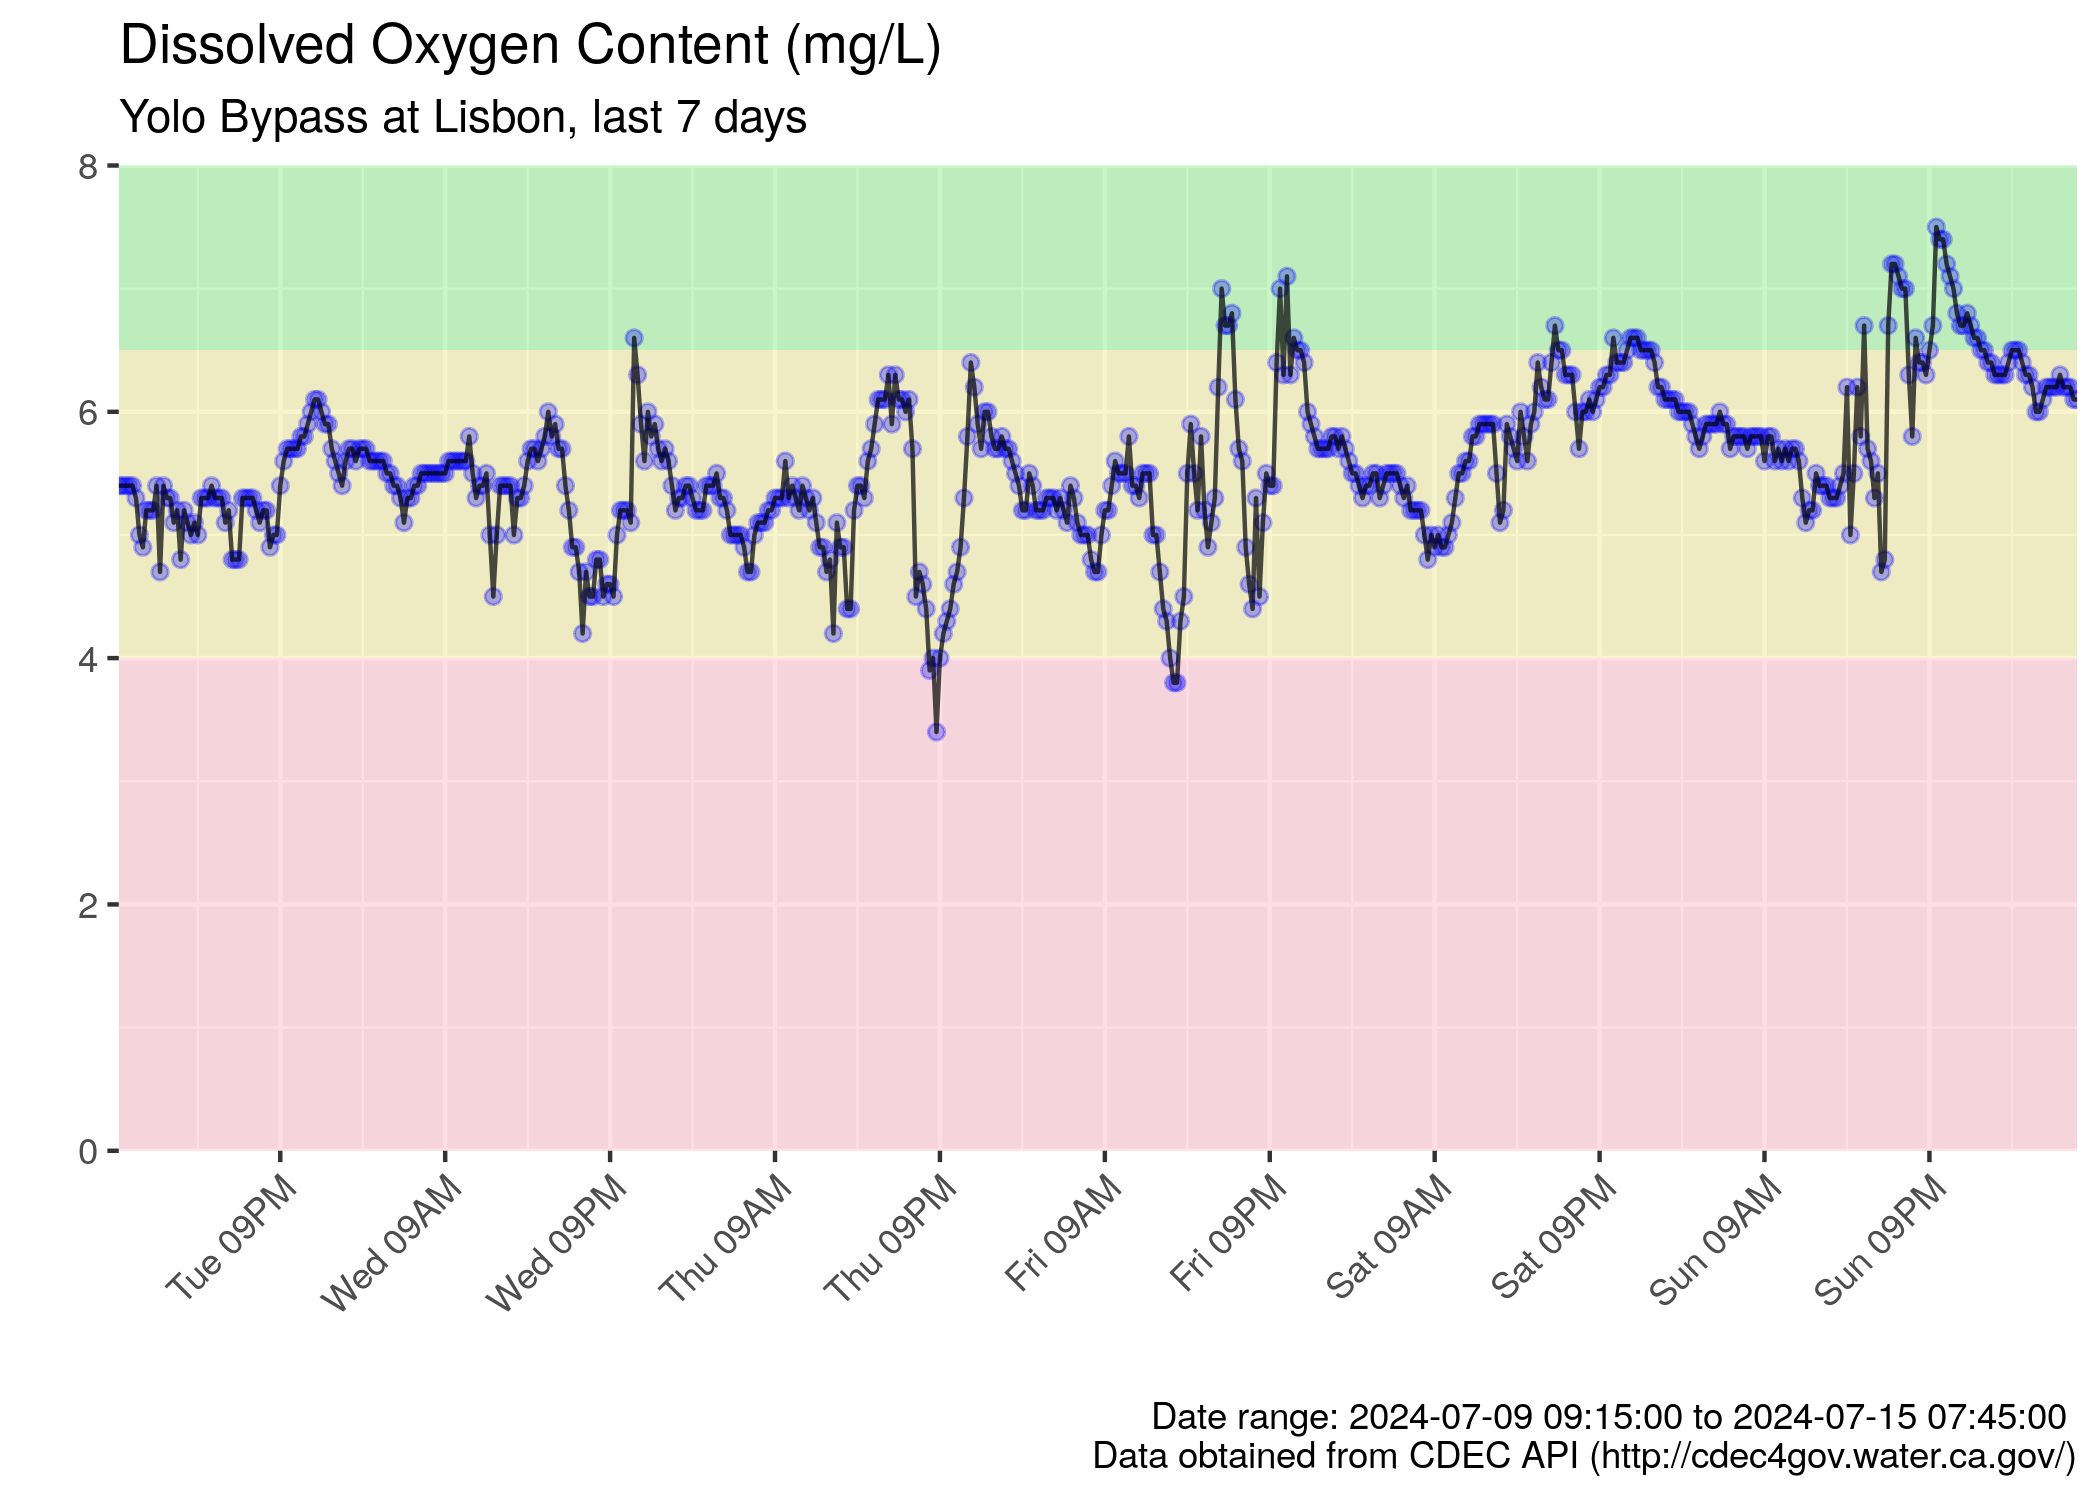 Dissolved Oxygen Content (mg/L)
Yolo Bypass at Lisbon, last 7 days
8
6
4
2
0
Tue 09PM
Wed 09AM
Wed 09PM
Thu 09AM
Thu 09PM
Fri 09AM
Fri 09PM
Sat 09AM
Sat 09PM
Sun 09AM
Sun 09PM
Date range: 2024-07-09 09:15:00 to 2024-07-15 07:45:00
Data obtained from CDEC API (http://cdec4gov.water.ca.gov/)